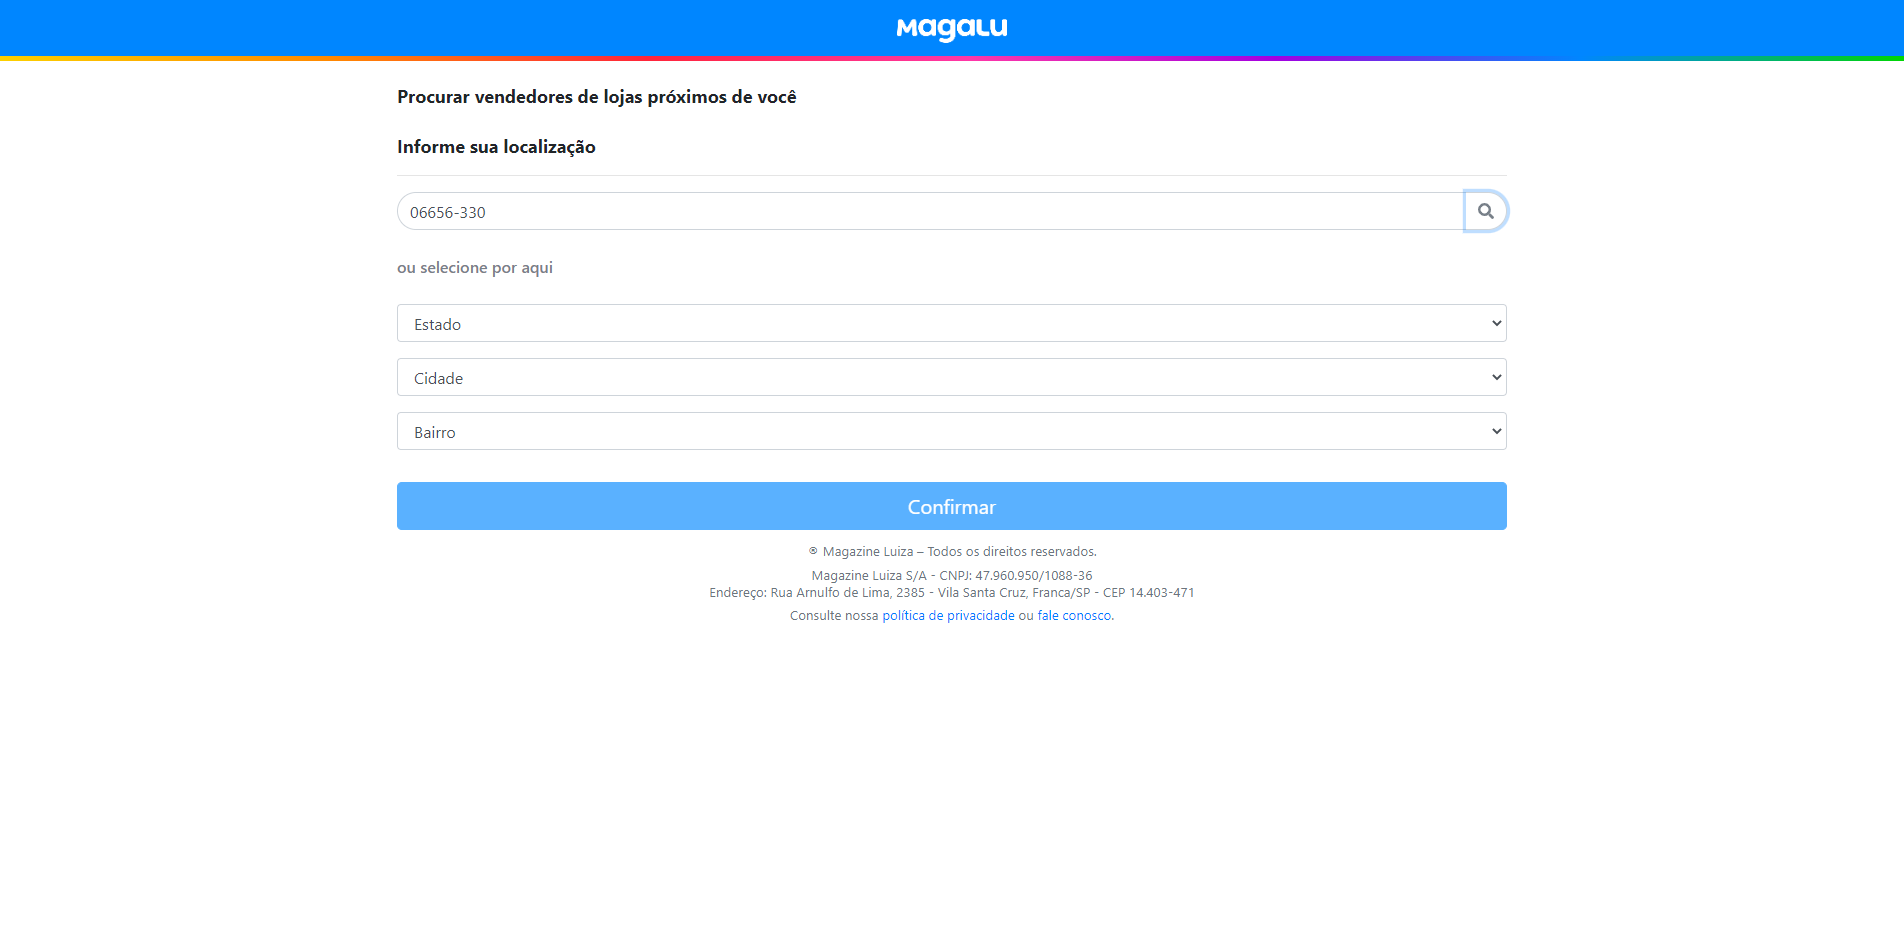 magalu
Procurar vendedores de lojas próximos de você
Informe sua localização
06656-330
ou selecione por aqui
Estado
Cidade
Bairro
Confirmar
® Magazine Luiza – Todos os direitos reservados.
Magazine Luiza S/A - CNPJ: 47.960.950/1088-36
Endereço: Rua Arnulfo de Lima, 2385 - Vila Santa Cruz, Franca/SP - CEP 14.403-471
Consulte nossa política de privacidade ou fale conosco.